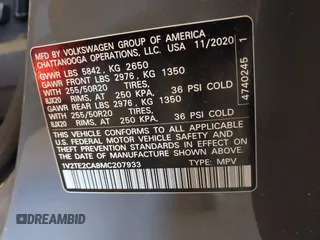 MFD BY VOLKSWAGEN GROUP OF AMERICA
CHATTANOOGA OPERATIONS, LLC. USA 11/2020 1
GVWR LBS 5842, KG 2650
GAWR FRONT LBS 2976, KG 1350
255/50R20 TIRES, WITH
8JX20 RIMS, AT 250 KPA, 36 PSI COLD
GAWR REAR LBS 2976, KG 1350
255/50R20 TIRES, WITH
8JX20 RIMS, AT 250 KPA, 36 PSI COLD
THIS VEHICLE CONFORMS TO ALL APPLICABLE
U.S. FEDERAL MOTOR VEHICLE SAFETY
STANDARDS IN EFFECT ON THE DATE OF
MANUFACTURE SHOWN ABOVE.
1V2TE2CA8MC207933 TYPE: MPV
4740245
DREAMBID